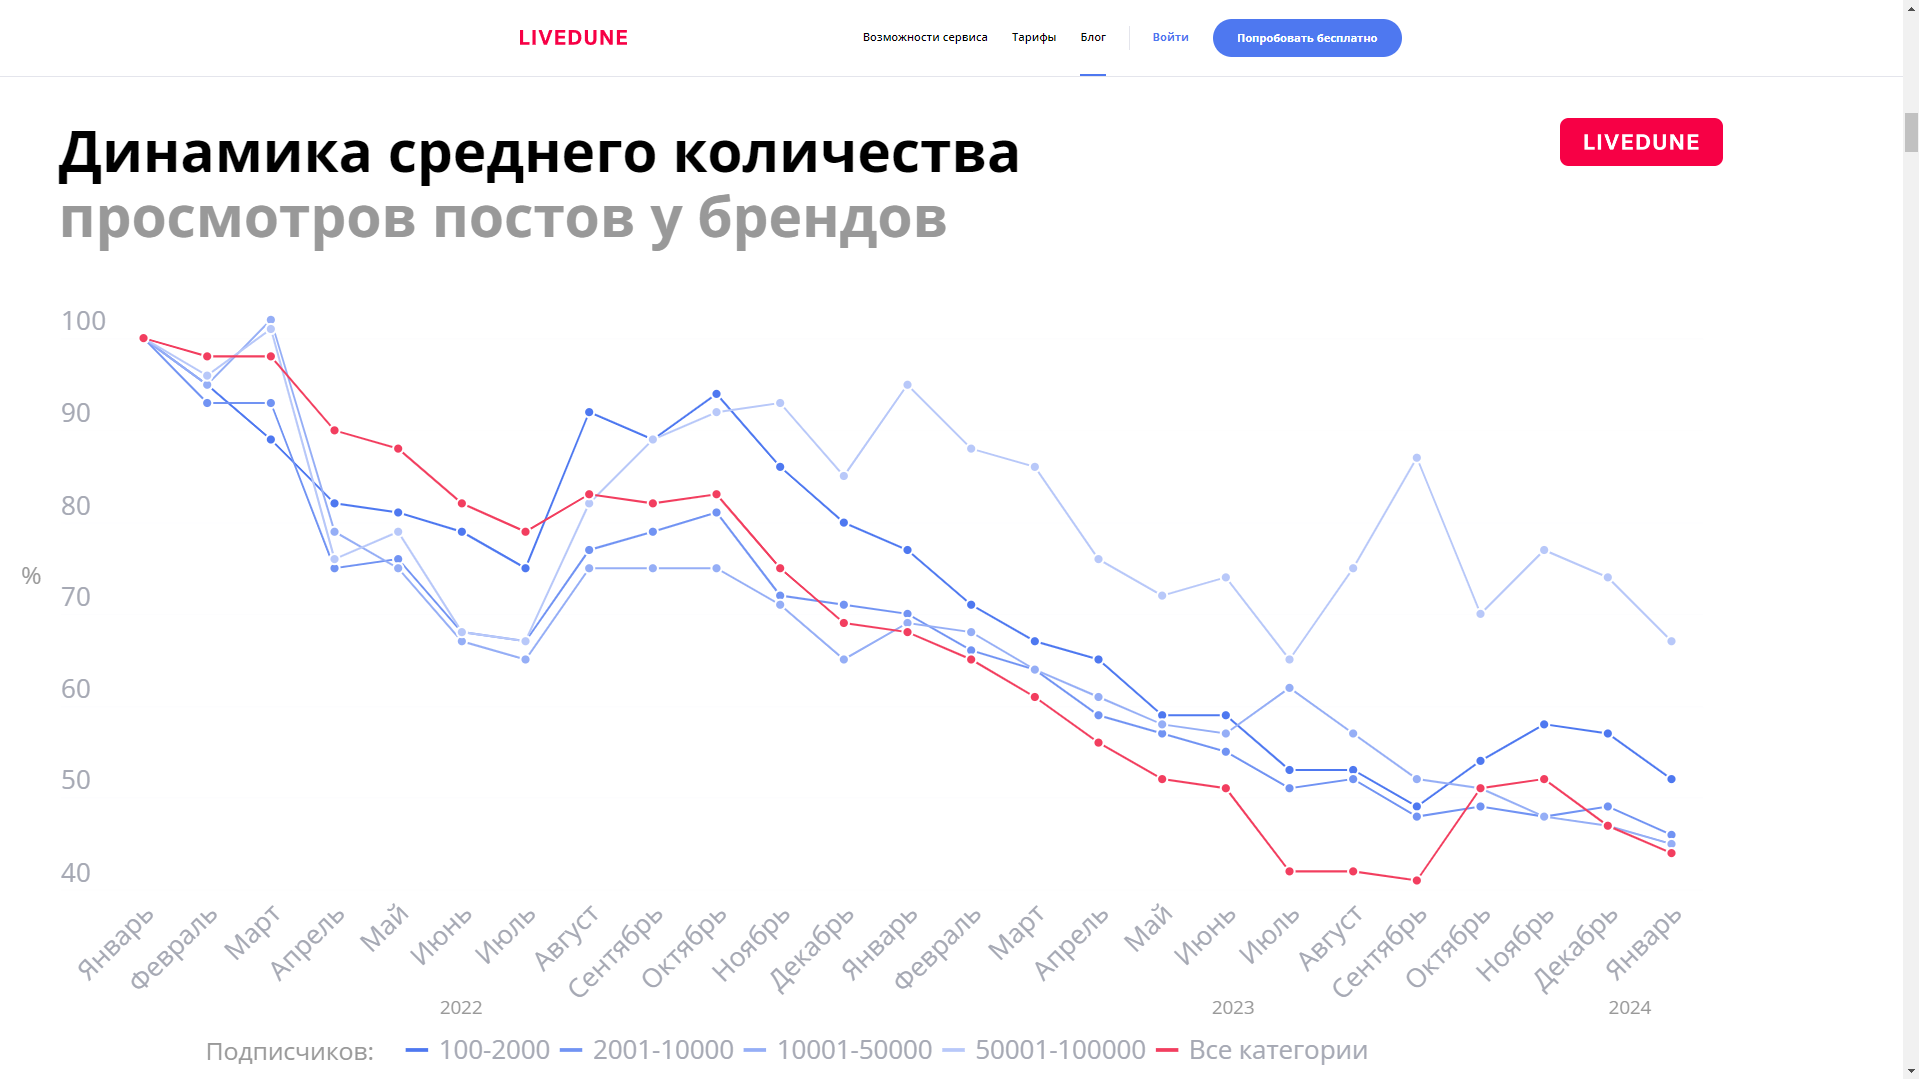 LIVEDUNE
Возможности сервиса Тарифы Блог Войти Попробовать бесплатно
Динамика среднего количества
просмотров постов у брендов
LIVEDUNE
100
90
80
%
70
60
50
40
Январь Февраль Март Апрель Май Июнь Июль Август Сентябрь Октябрь Ноябрь Декабрь Январь Февраль Март Апрель Май Июнь Июль Август Сентябрь Октябрь Ноябрь Декабрь Январь
2022 2023 2024
Подписчиков: 100-2000 2001-10000 10001-50000 50001-100000 Все категории